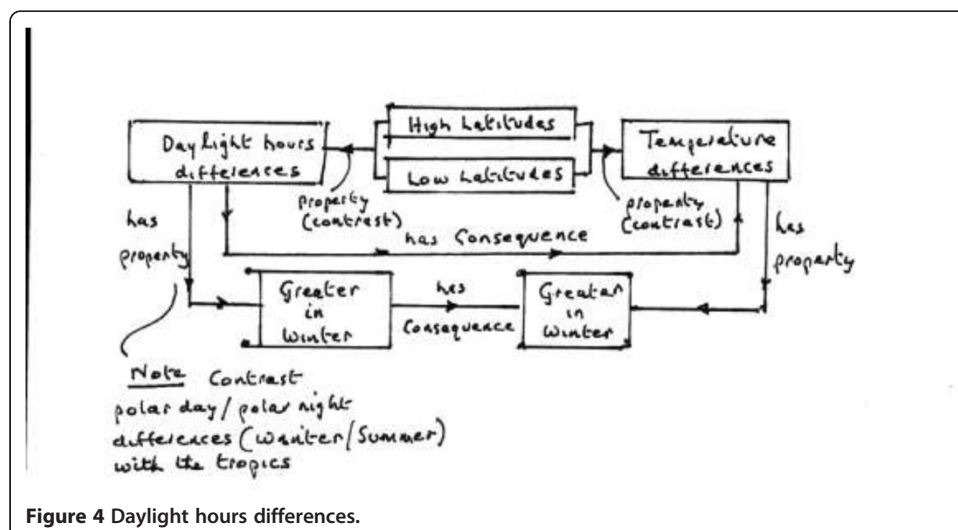 High Latitudes
Daylight hours
differences
Low Latitudes
Temperature
differences
property
(contrast)
property
(contrast)
has
property
has Consequence
has
property
Greater
in
Winter
has
Consequence
Greater
in
Winter
Note Contrast
polar day/polar night
differences (Waniter/Summer)
with the tropics
Figure 4 Daylight hours differences.